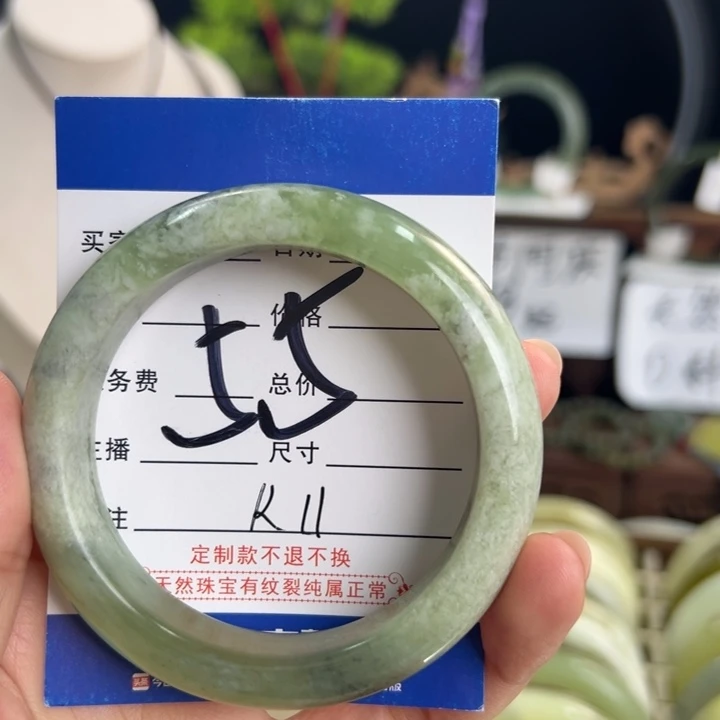 买家
日期
价格
55
务费
总价
主播
尺寸
注
K11
定制款不退不换
天然珠宝有纹裂纯属正常